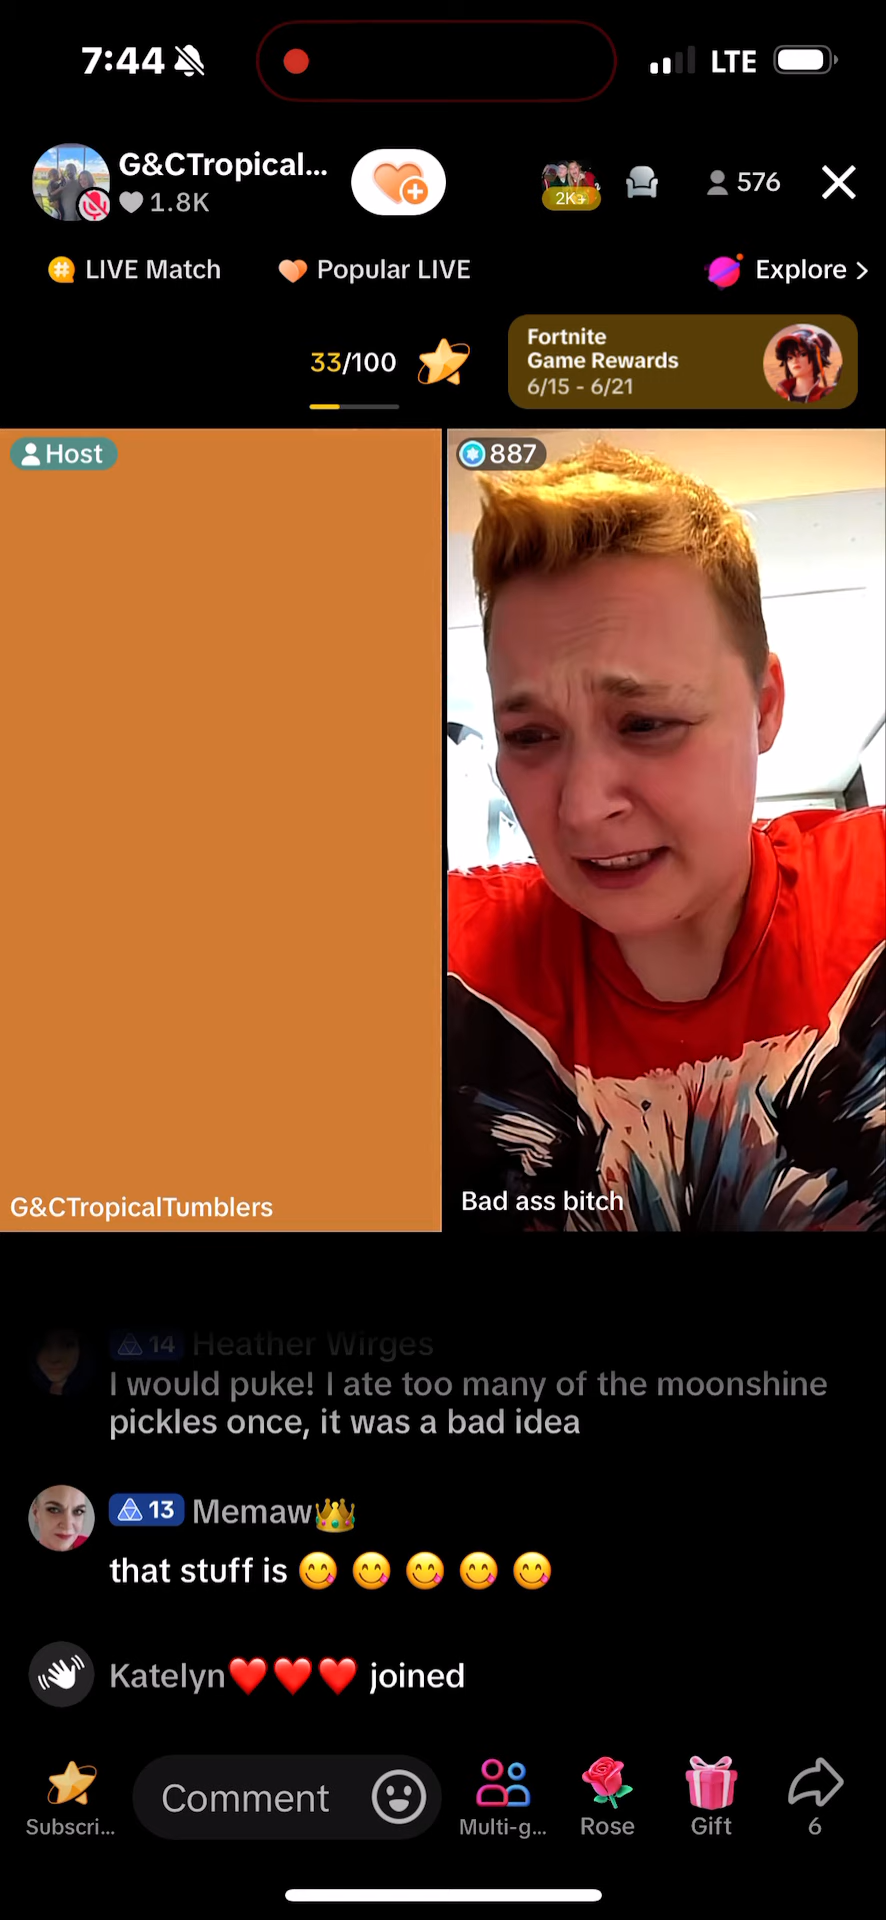 7:44
LTE
G&CTropical...
1.8K
2K+
576
LIVE Match
Popular LIVE
Explore >
33/100
Fortnite
Game Rewards
6/15 - 6/21
Host
887
G&CTropicalTumblers
Bad ass bitch
14 Heather Wirges
I would puke! I ate too many of the moonshine
pickles once, it was a bad idea
13 Memaw👑
that stuff is 😋 😋 😋 😋 😋
Katelyn❤️❤️❤️ joined
Subscri...
Comment
Multi-g...
Rose
Gift
6